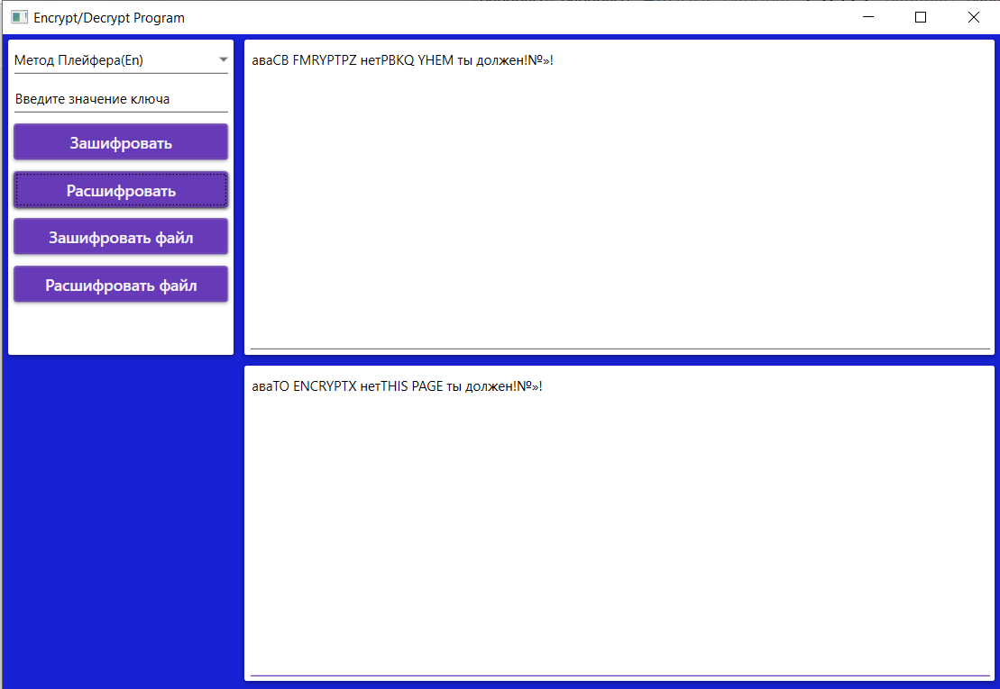 Encrypt/Decrypt Program
Метод Плейфера(En)
Введите значение ключа
Зашифровать
Расшифровать
Зашифровать файл
Расшифровать файл
аваCB FMRYPTPZ нетPBKQ YHEM ты должен!№»!
аваTO ENCRYPTX нетTHIS PAGE ты должен!№»!